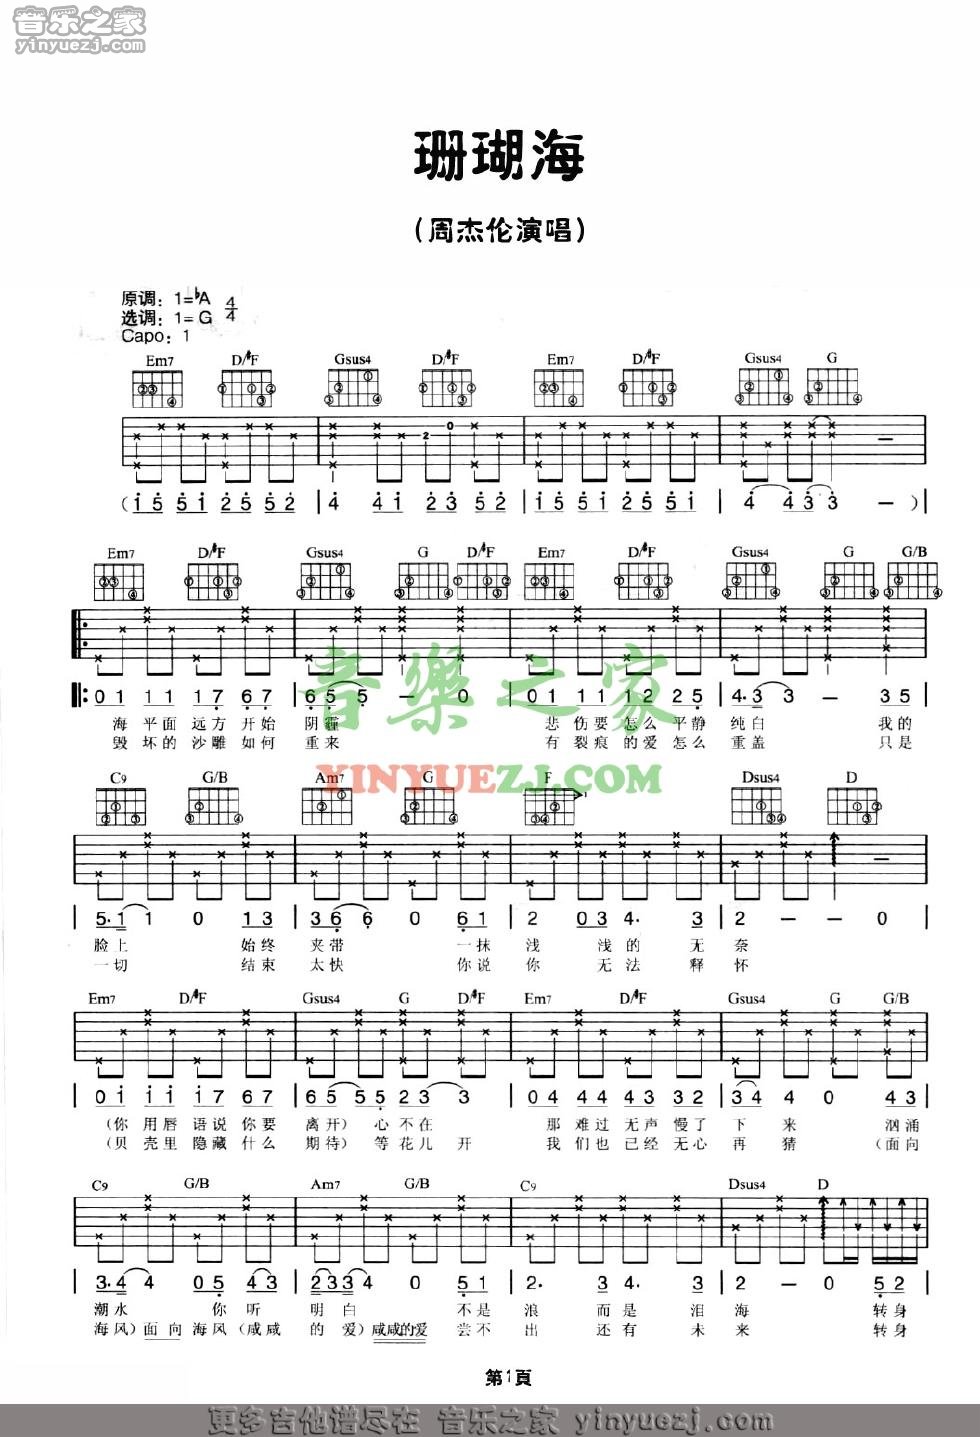 音乐之家
yinyuezj.com
珊瑚海
（周杰伦演唱）
原调：1=♭A 4/4
选调：1=G
Capo：1
Em7 D/#F Gsus4 D/#F Em7 D/#F Gsus4 G
(1 5 5 1 2 5 5 2 | 4 4 1 2 3 5 2 | 1 5 5 1 2 5 5 1 | 4 4 3 3 - )|
Em7 D/#F Gsus4 G D/#F Em7 D/#F Gsus4 G G/B
0 1 1 1 1 7 6 7 | 6 5 5 - 0 | 0 1 1 1 1 2 2 5 | 4· 3 3 - 3 5 |
海 平 面 远 方 开 始 阴 霾 悲 伤 要 怎 么 平 静 纯 白 我 的
毁 坏 的 沙 雕 如 何 重 来 有 裂 痕 的 爱 怎 么 重 盖 只 是
音樂之家
YINYUEZJ.COM
C9 G/B Am7 G F Dsus4 D
5· 1 1 0 1 3 | 3 6 6 0 6 1 | 2 0 3 4· 3 | 2 - - 0 |
脸 上 始 终 夹 带 一 抹 浅 浅 的 无 奈
一 切 结 束 太 快 你 说 你 无 法 释 怀
Em7 D/#F Gsus4 G D/#F Em7 D/#F Gsus4 G G/B
0 1 1 1 1 7 6 7 | 6 5 5 5 2 3 3 | 0 4 4 4 4 3 3 2 | 3 4 4 0 4 3 |
(你 用 唇 语 说 你 要 离 开) 心 不 在 那 难 过 无 声 慢 了 下 来 汹 涌
(贝 壳 里 隐 藏 什 么 期 待) 等 花 儿 开 我 们 也 已 经 无 心 再 猜 (面 向
C9 G/B Am7 G/B C9 Dsus4 D
3· 4 4 0 5 4 3 | 2 3 3 4 0 5 1 | 2· 3 4· 3 | 2 - 0 5 2 |
潮 水 你 听 明 白 不 是 浪 而 是 泪 海 转 身
海 风) 面 向 海 风 (咸 咸 的 爱) 咸咸的爱 尝 不 出 还 有 未 来 转 身
第1頁
更多吉他谱尽在 音乐之家 yinyuezj.com